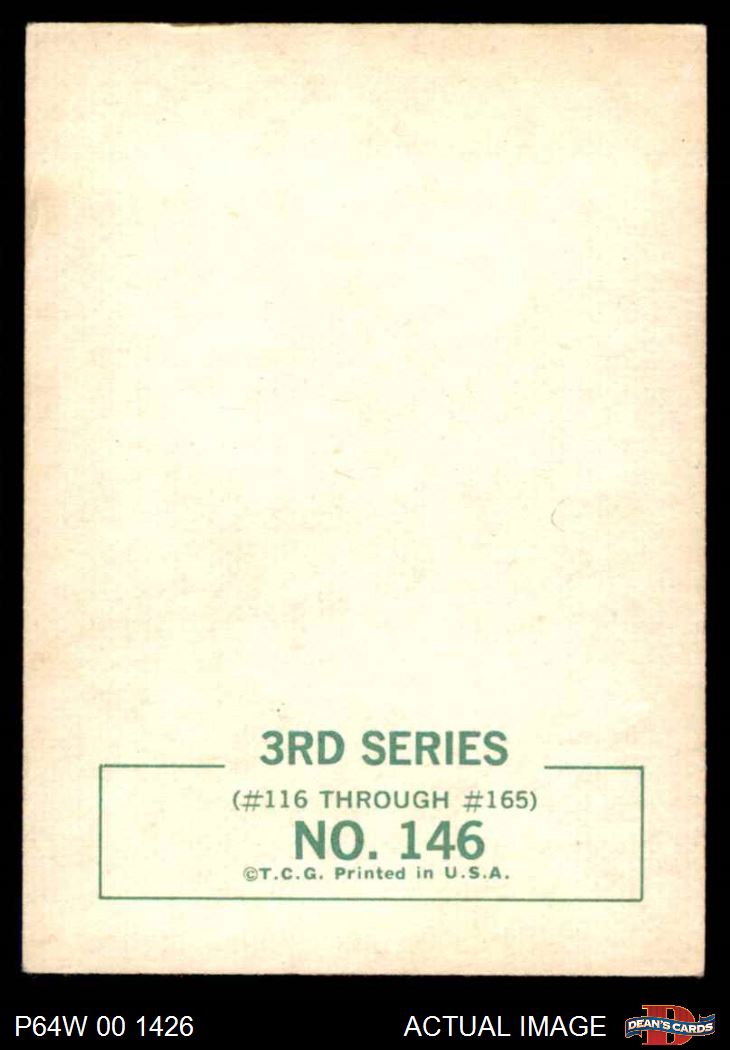 3RD SERIES
(#116 THROUGH #165)
NO. 146
©T.C.G. Printed in U.S.A.
P64W 00 1426
ACTUAL IMAGE
D
DEAN'S CARDS